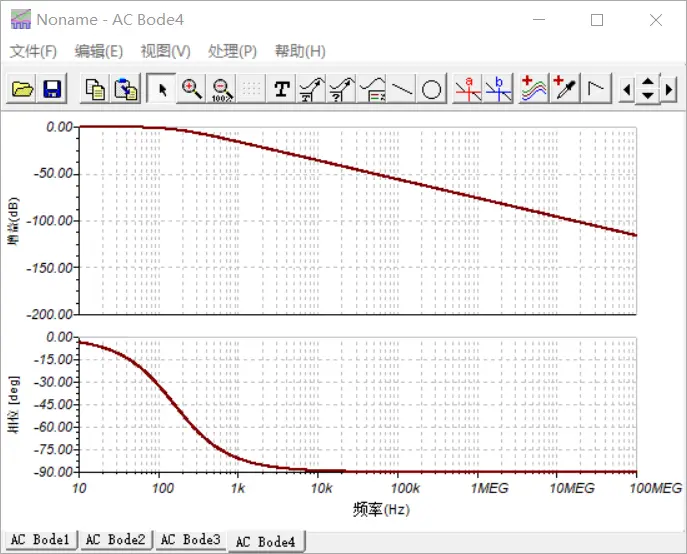 Noname - AC Bode4
文件(F) 编辑(E) 视图(V) 处理(P) 帮助(H)
100% T T ? a b
0.00
-50.00
增益(dB)
-100.00
-150.00
-200.00
0.00
-15.00
-30.00
相位 [deg]
-45.00
-60.00
-75.00
-90.00
10 100 1k 10k 100k 1MEG 10MEG 100MEG
频率(Hz)
AC Bode1 AC Bode2 AC Bode3 AC Bode4